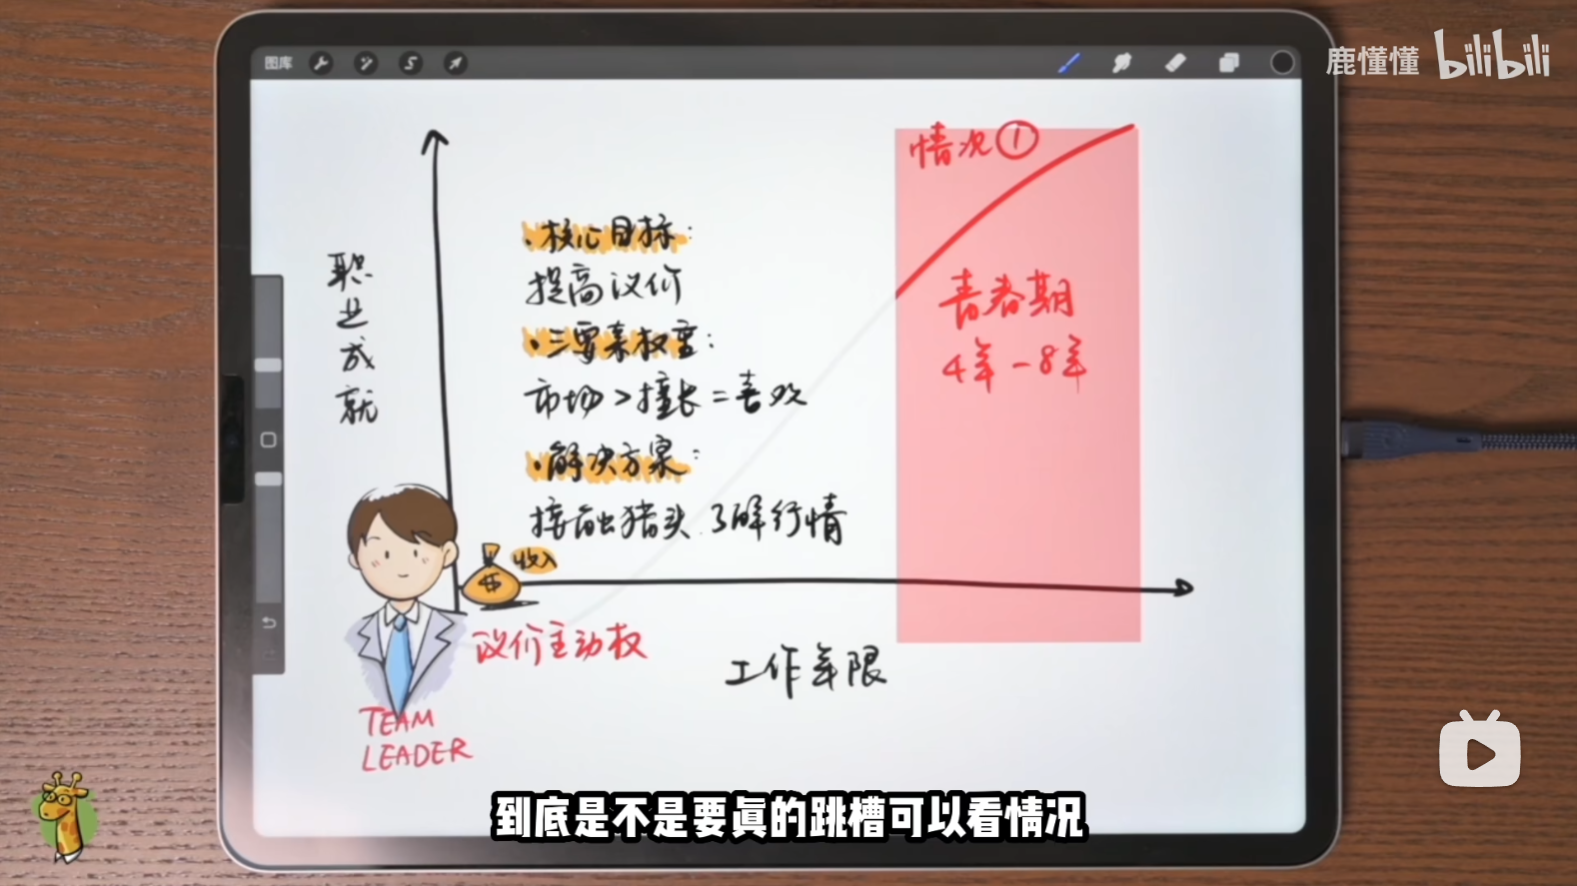 图库
鹿懂懂 bilibili
情况①
职业成就
·核心目标:
提高议价
·三要素权重:
市场>擅长=喜欢
·解决方案:
接触猎头.了解行情
青春期
4年-8年
$
收入
议价主动权
工作年限
TEAM
LEADER
到底是不是要真的跳槽可以看情况